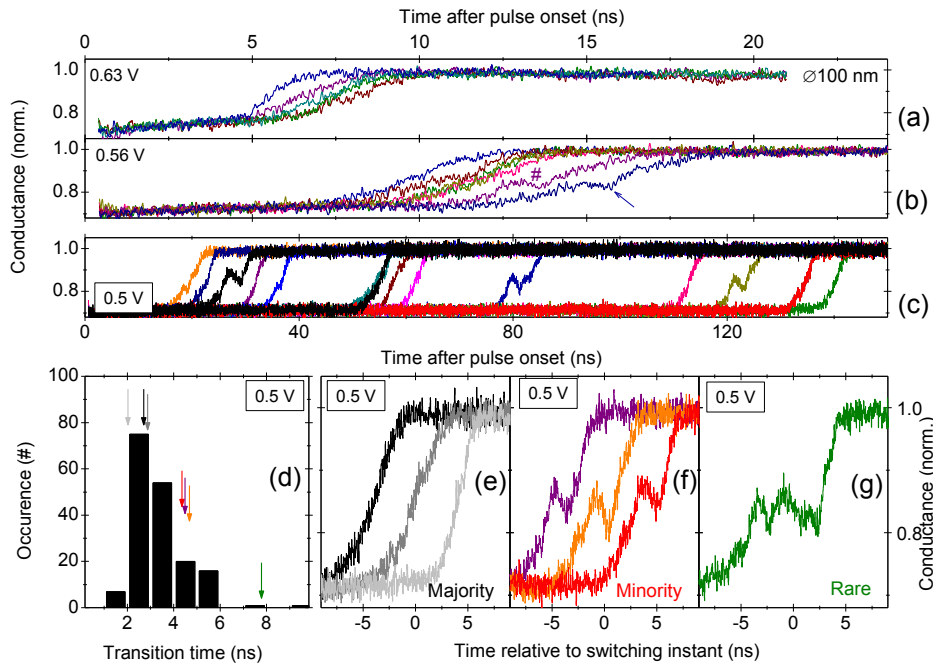 Time after pulse onset (ns)
0 5 10 15 20
1.0
0.8
0.63 V
∅100 nm
(a)
1.0
0.8
0.56 V
#
(b)
Conductance (norm.)
1.0
0.8
0.5 V
(c)
0 40 80 120
Time after pulse onset (ns)
100
80
60
40
20
0
Occurence (#)
0.5 V
(d)
2 4 6 8
Transition time (ns)
0.5 V
(e)
Majority
-5 0 5
0.5 V
(f)
Minority
-5 0 5
0.5 V
(g)
Rare
-5 0 5
Time relative to switching instant (ns)
1.0
0.8
Conductance (norm.)